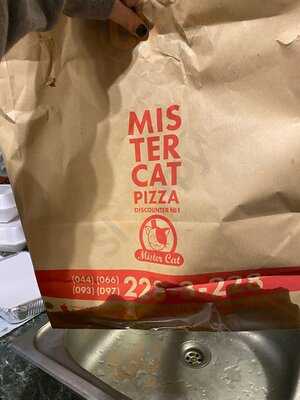 MIS
TER
CAT
PIZZA
DISCOUNTER №1
Mister Cat
(044) (066)
(093) (097)